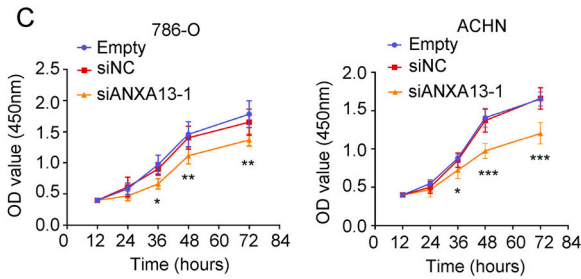 C
786-O
Empty
siNC
siANXA13-1
OD value (450nm)
2.5
2.0
1.5
1.0
0.5
0.0
*
**
**
0 12 24 36 48 60 72 84
Time (hours)
ACHN
Empty
siNC
siANXA13-1
OD value (450nm)
2.0
1.5
1.0
0.5
0.0
*
***
***
0 12 24 36 48 60 72 84
Time (hours)